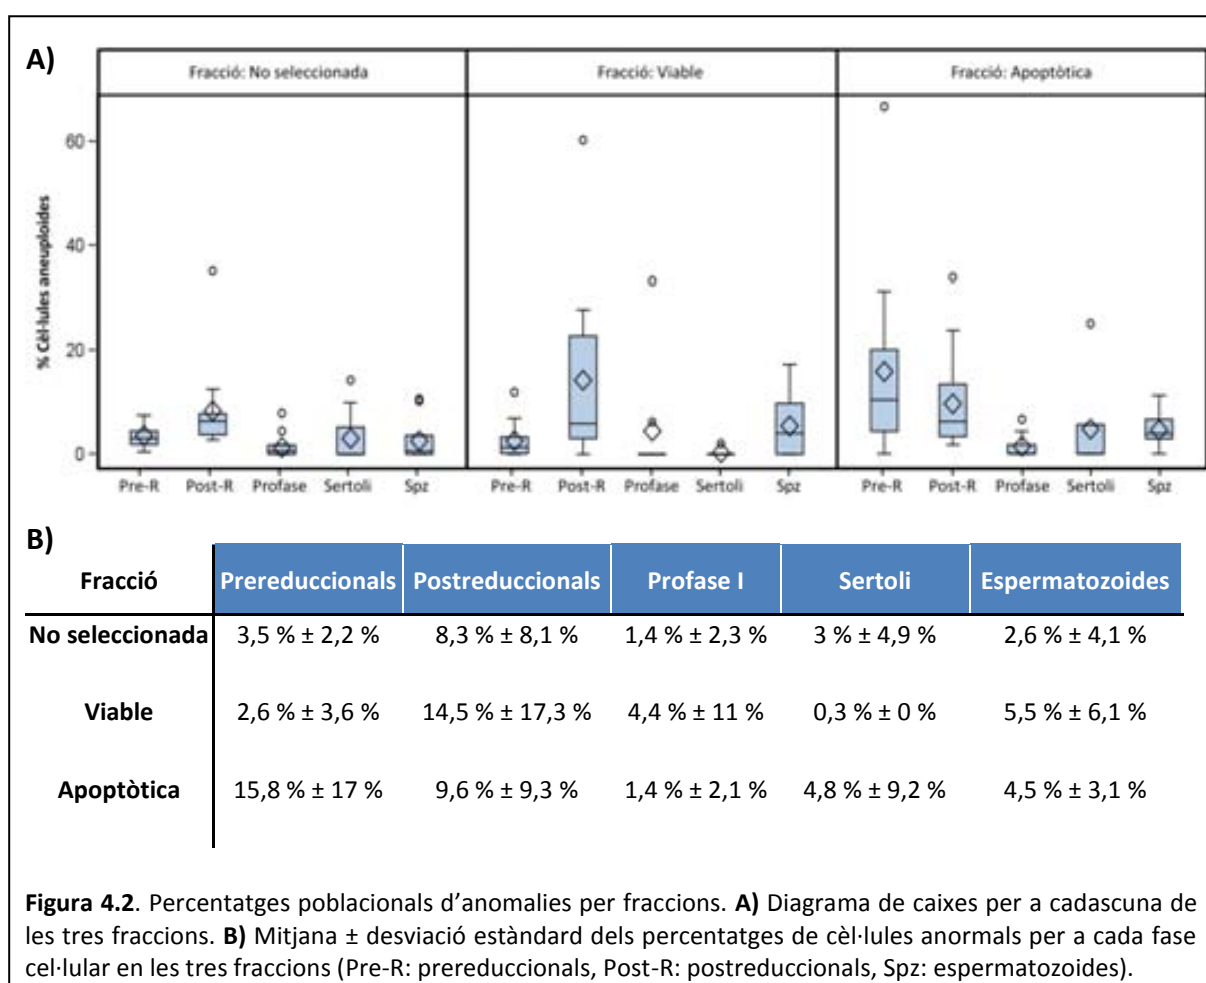 A)
Fracció: No seleccionada
Fracció: Viable
Fracció: Apoptòtica
% Cèl·lules aneuploides
60
40
20
0
Pre-R Post-R Profase Sertoli Spz Pre-R Post-R Profase Sertoli Spz Pre-R Post-R Profase Sertoli Spz
B)
Fracció Prereduccionals Postreduccionals Profase I Sertoli Espermatozoides
No seleccionada 3,5 % ± 2,2 % 8,3 % ± 8,1 % 1,4 % ± 2,3 % 3 % ± 4,9 % 2,6 % ± 4,1 %
Viable 2,6 % ± 3,6 % 14,5 % ± 17,3 % 4,4 % ± 11 % 0,3 % ± 0 % 5,5 % ± 6,1 %
Apoptòtica 15,8 % ± 17 % 9,6 % ± 9,3 % 1,4 % ± 2,1 % 4,8 % ± 9,2 % 4,5 % ± 3,1 %
Figura 4.2. Percentatges poblacionals d’anomalies per fraccions. A) Diagrama de caixes per a cadascuna de
les tres fraccions. B) Mitjana ± desviació estàndard dels percentatges de cèl·lules anormals per a cada fase
cel·lular en les tres fraccions (Pre-R: prereduccionals, Post-R: postreduccionals, Spz: espermatozoides).